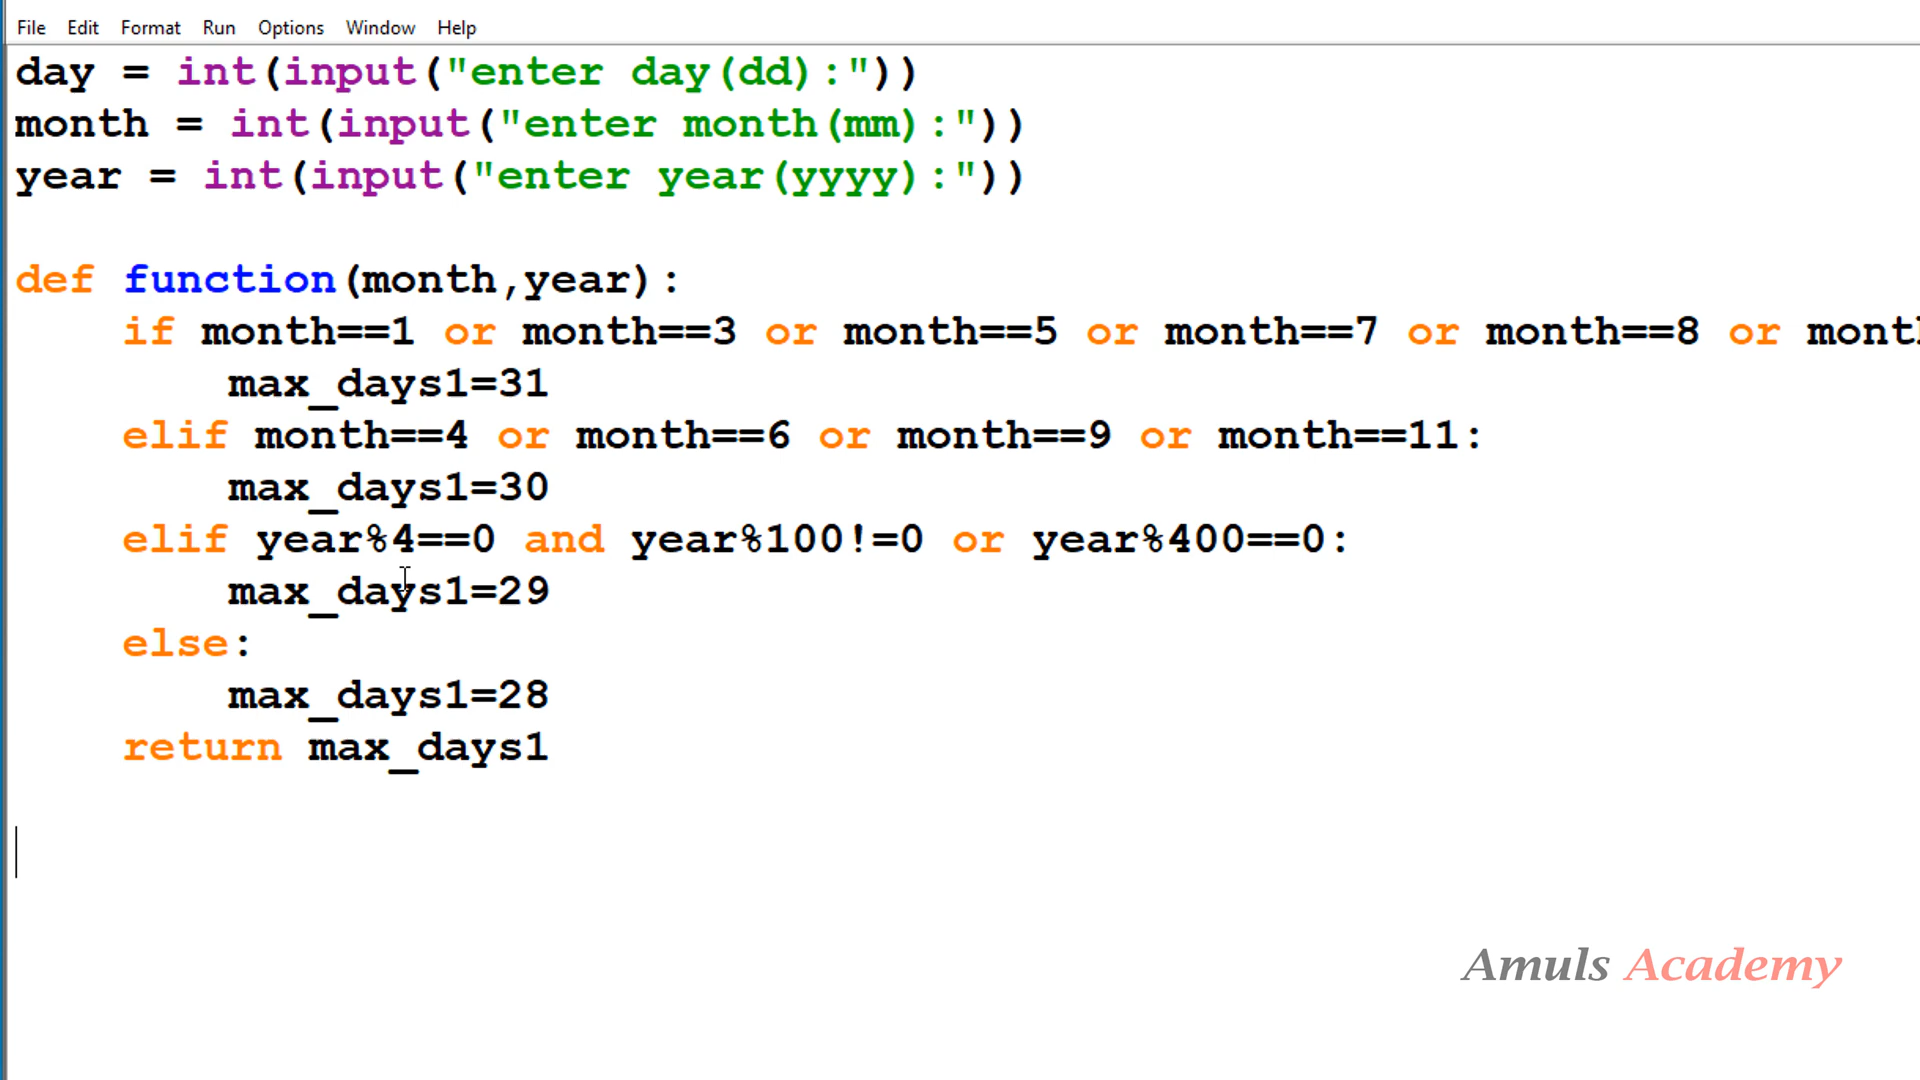 File Edit Format Run Options Window Help
day = int(input("enter day(dd):"))
month = int(input("enter month(mm):"))
year = int(input("enter year(yyyy):"))
def function(month,year):
    if month==1 or month==3 or month==5 or month==7 or month==8 or
        max_days1=31
    elif month==4 or month==6 or month==9 or month==11:
        max_days1=30
    elif year%4==0 and year%100!=0 or year%400==0:
        max_days1=29
    else:
        max_days1=28
    return max_days1
Amuls Academy